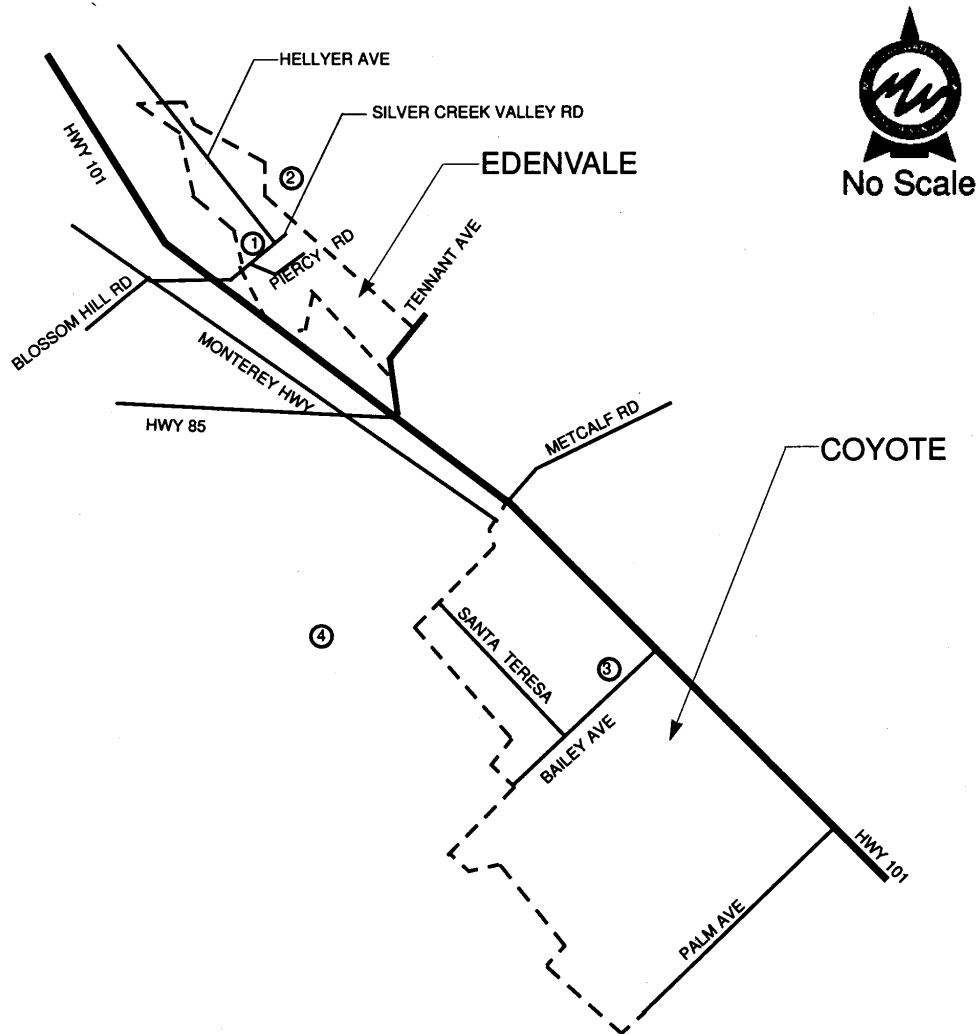 HELLYER AVE
SILVER CREEK VALLEY RD
HWY 101
EDENVALE
No Scale
2
1
PIERCY RD
TENNANT AVE
BLOSSOM HILL RD
MONTEREY HWY
HWY 85
METCALF RD
COYOTE
SANTA TERESA
4
3
BAILEY AVE
HWY 101
PALM AVE